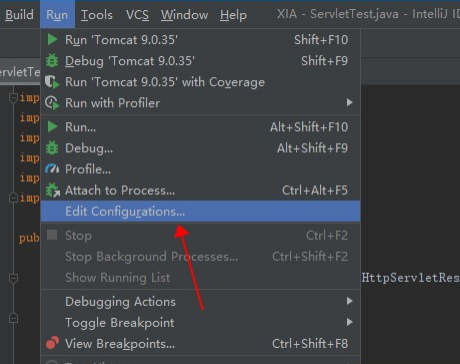 Build Run Tools VCS Window Help XIA - ServletTest.java - IntelliJ ID
Run 'Tomcat 9.0.35' Shift+F10
Debug 'Tomcat 9.0.35' Shift+F9
ervletTes
Run 'Tomcat 9.0.35' with Coverage
imp
Run with Profiler
imp
Run... Alt+Shift+F10
imp
Debug... Alt+Shift+F9
imp
Profile...
imp
Attach to Process... Ctrl+Alt+F5
imp
Edit Configurations...
pub
Stop Ctrl+F2
Stop Background Processes... Ctrl+Shift+F2
Show Running List
HttpServletRes
Debugging Actions
Toggle Breakpoint
View Breakpoints... Ctrl+Shift+F8